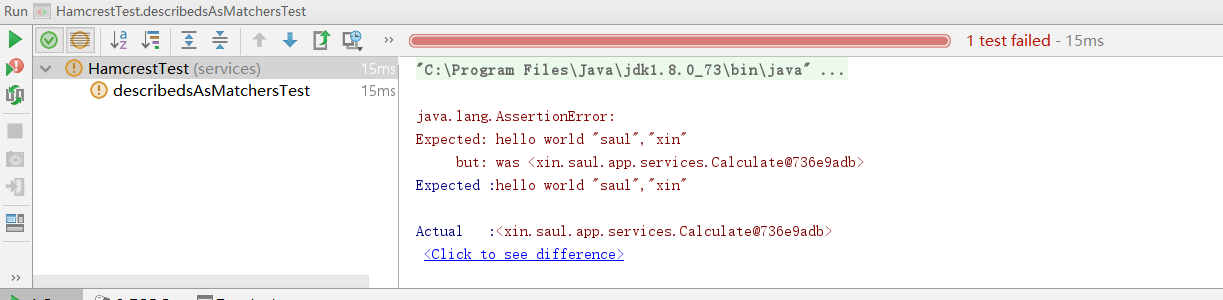 Run HamcrestTest.describedsAsMatchersTest
1 test failed - 15ms
HamcrestTest (services) 15ms
describedsAsMatchersTest 15ms
"C:\Program Files\Java\jdk1.8.0_73\bin\java" ...
java.lang.AssertionError:
Expected: hello world "saul","xin"
but: was <xin.saul.app.services.Calculate@736e9adb>
Expected :hello world "saul","xin"
Actual :<xin.saul.app.services.Calculate@736e9adb>
<Click to see difference>